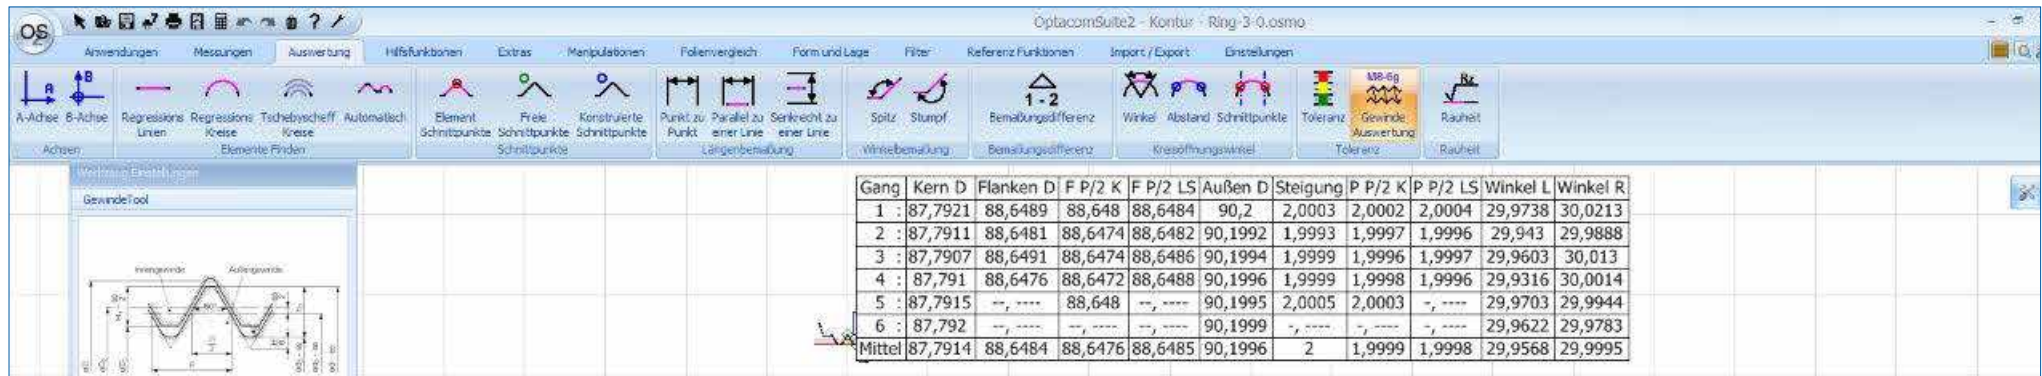 OptacomSuite2 - Kontur - Ring-3-0.osmo
OS 2
Anwendungen Messungen Auswertung Hilfsfunktionen Extras Manipulationen Folienvergleich Form und Lage Filter Referenz Funktionen Import / Export Einstellungen
A B 1 - 2 M8-6g Rz
A-Achse B-Achse Regressions Linien Regressions Kreise Tschebyscheff Kreise Automatisch Element Schnittpunkte Freie Schnittpunkte Konstruierte Schnittpunkte Punkt zu Punkt Parallel zu einer Linie Senkrecht zu einer Linie Spitz Stumpf Bemaßungsdifferenz Winkel Abstand Schnittpunkte Toleranz Gewinde Auswertung Rauheit
Achsen Elemente Finden Schnittpunkte Längenbemaßung Winkelbemaßung Bemaßungsdifferenz Kreisöffnungswinkel Toleranz Rauheit
Werkzeug Einstellungen
GewindeTool
Innengewinde Außengewinde
Gang Kern D Flanken D F P/2 K F P/2 LS Außen D Steigung P P/2 K P P/2 LS Winkel L Winkel R
1 : 87,7921 88,6489 88,648 88,6484 90,2 2,0003 2,0002 2,0004 29,9738 30,0213
2 : 87,7911 88,6481 88,6474 88,6482 90,1992 1,9993 1,9997 1,9996 29,943 29,9888
3 : 87,7907 88,6491 88,6474 88,6486 90,1994 1,9999 1,9996 1,9997 29,9603 30,013
4 : 87,791 88,6476 88,6472 88,6488 90,1996 1,9999 1,9998 1,9996 29,9316 30,0014
5 : 87,7915 --, ---- 88,648 --, ---- 90,1995 2,0005 2,0003 -, ---- 29,9703 29,9944
6 : 87,792 --, ---- --, ---- --, ---- 90,1999 -, ---- -, ---- -, ---- 29,9622 29,9783
Mittel 87,7914 88,6484 88,6476 88,6485 90,1996 2 1,9999 1,9998 29,9568 29,9995